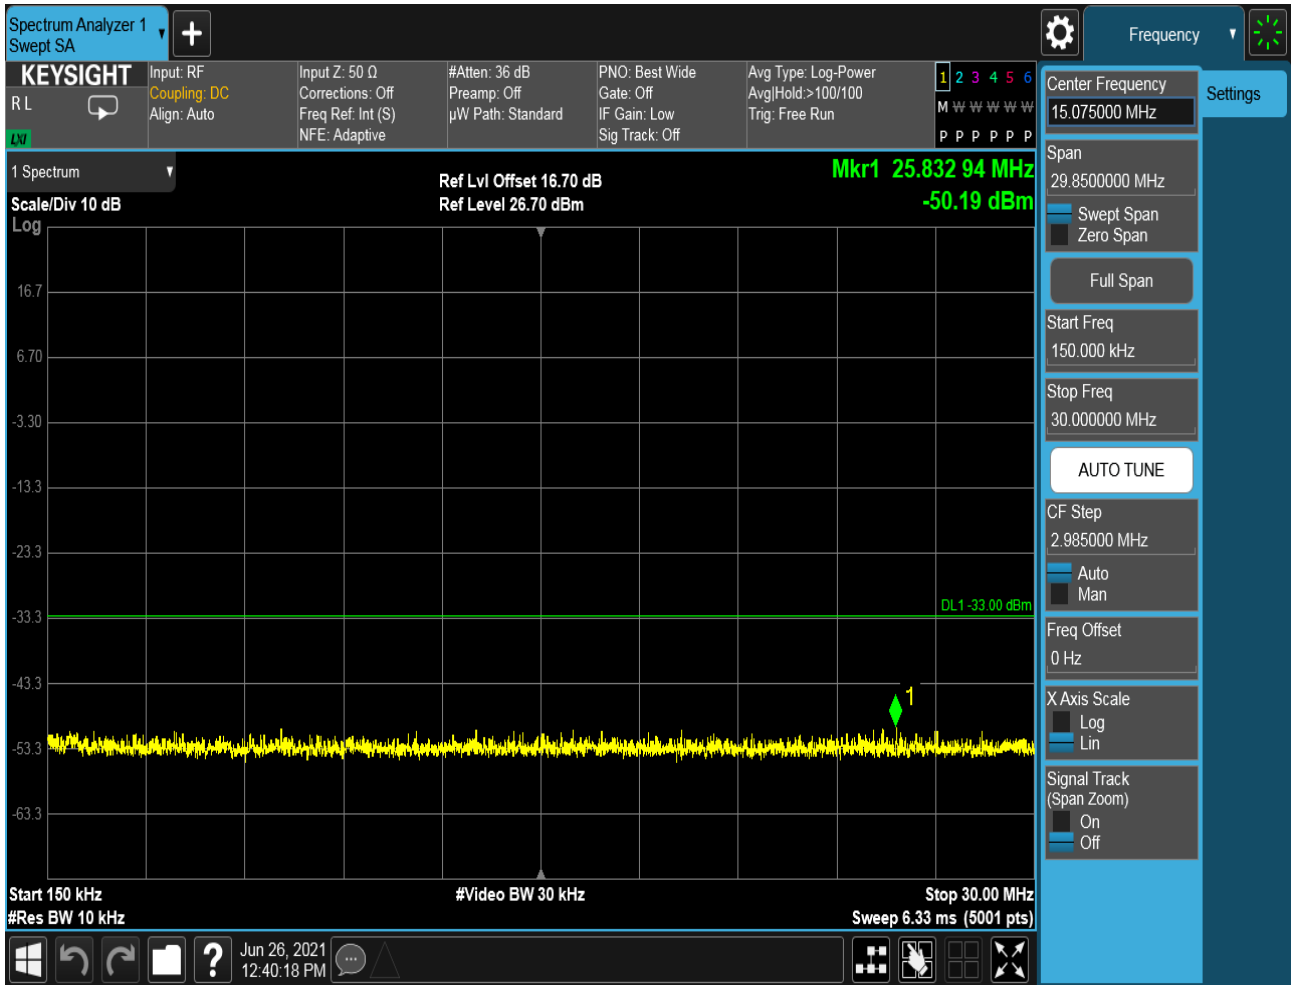 Spectrum Analyzer 1
Swept SA
Frequency
KEYSIGHT
R L
LXI
Input: RF
Coupling: DC
Align: Auto
Input Z: 50 Ω
Corrections: Off
Freq Ref: Int (S)
NFE: Adaptive
#Atten: 36 dB
Preamp: Off
µW Path: Standard
PNO: Best Wide
Gate: Off
IF Gain: Low
Sig Track: Off
Avg Type: Log-Power
Avg|Hold:>100/100
Trig: Free Run
1 2 3 4 5 6
M W W W W W
P P P P P P
Center Frequency
15.075000 MHz
Settings
1 Spectrum
Scale/Div 10 dB
Log
Ref Lvl Offset 16.70 dB
Ref Level 26.70 dBm
Mkr1 25.832 94 MHz
-50.19 dBm
Span
29.8500000 MHz
Swept Span
Zero Span
Full Span
Start Freq
150.000 kHz
Stop Freq
30.000000 MHz
AUTO TUNE
CF Step
2.985000 MHz
Auto
Man
Freq Offset
0 Hz
X Axis Scale
Log
Lin
Signal Track
(Span Zoom)
On
Off
16.7
6.70
-3.30
-13.3
-23.3
-33.3
DL1 -33.00 dBm
-43.3
1
-53.3
-63.3
Start 150 kHz
#Video BW 30 kHz
Stop 30.00 MHz
#Res BW 10 kHz
Sweep 6.33 ms (5001 pts)
?
Jun 26, 2021
12:40:18 PM